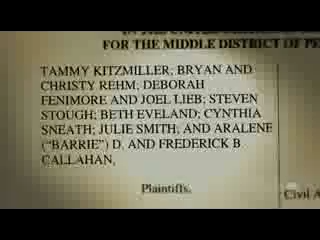 FOR THE MIDDLE DISTRICT OF PE
TAMMY KITZMILLER; BRYAN AND
CHRISTY REHM; DEBORAH
FENIMORE AND JOEL LIEB; STEVEN
STOUGH; BETH EVELAND; CYNTHIA
SNEATH; JULIE SMITH; AND ARALENE
("BARRIE") D. AND FREDERICK B.
CALLAHAN,
Plaintiffs,
Civil A